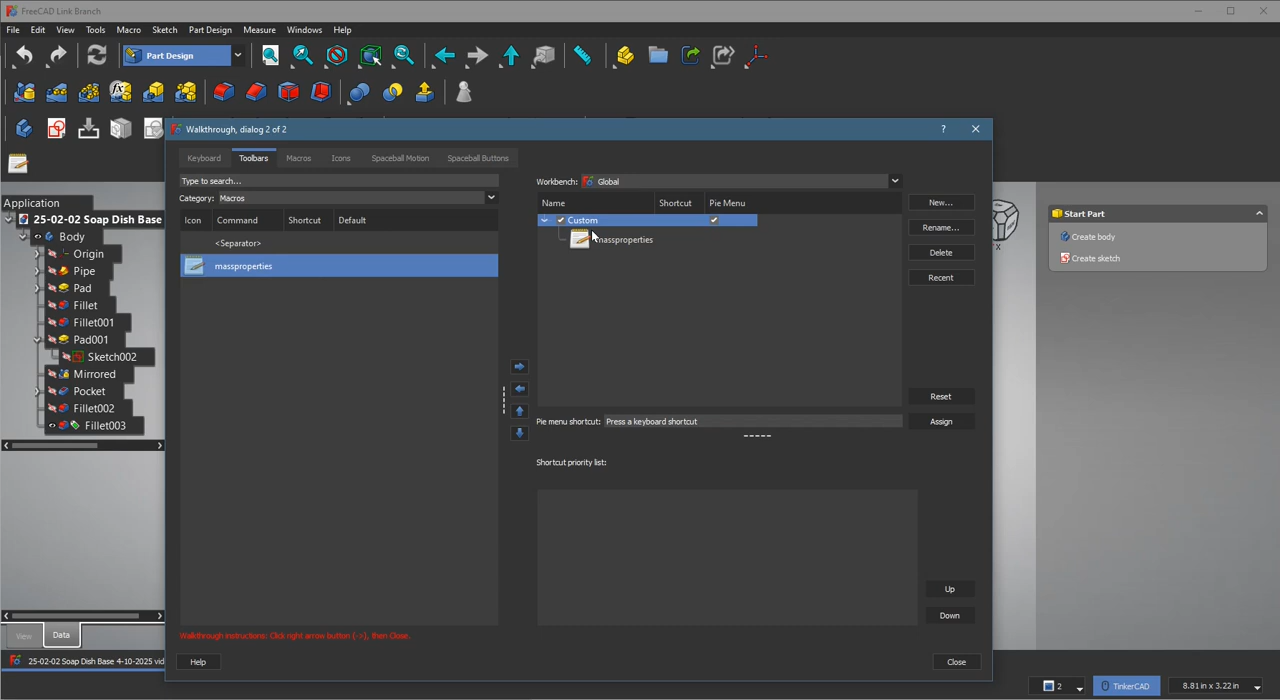 FreeCAD Link Branch
File Edit View Tools Macro Sketch Part Design Measure Windows Help
Part Design
Walkthrough, dialog 2 of 2 ?
Keyboard Toolbars Macros Icons Spaceball Motion Spaceball Buttons
Type to search... Workbench: Global
Category: Macros
Name Shortcut Pie Menu New...
Icon Command Shortcut Default
Custom Rename...
<Separator> massproperties
Delete
massproperties
Recent
Application
25-02-02 Soap Dish Base
Body
Origin
Pipe
Pad
Fillet
Fillet001
Pad001
Sketch002
Mirrored
Pocket
Fillet002
Fillet003
Start Part
Create body
Create sketch
X
Reset
Pie menu shortcut: Press a keyboard shortcut Assign
Shortcut priority list:
Up
Down
View Data
Walkthrough instructions: Click right arrow button (->), then Close.
25-02-02 Soap Dish Base 4-10-2025 vid
Help Close
2 TinkerCAD 8.81 in x 3.22 in